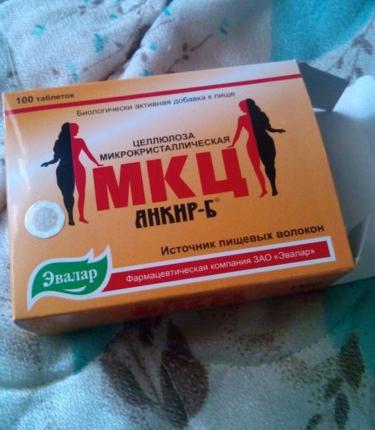 100 таблеток
Биологически активная добавка к пище
ЦЕЛЛЮЛОЗА
МИКРОКРИСТАЛЛИЧЕСКАЯ
МКЦ
АНКИР-Б®
Источник пищевых волокон
Эвалар
Фармацевтическая компания ЗАО «Эвалар»